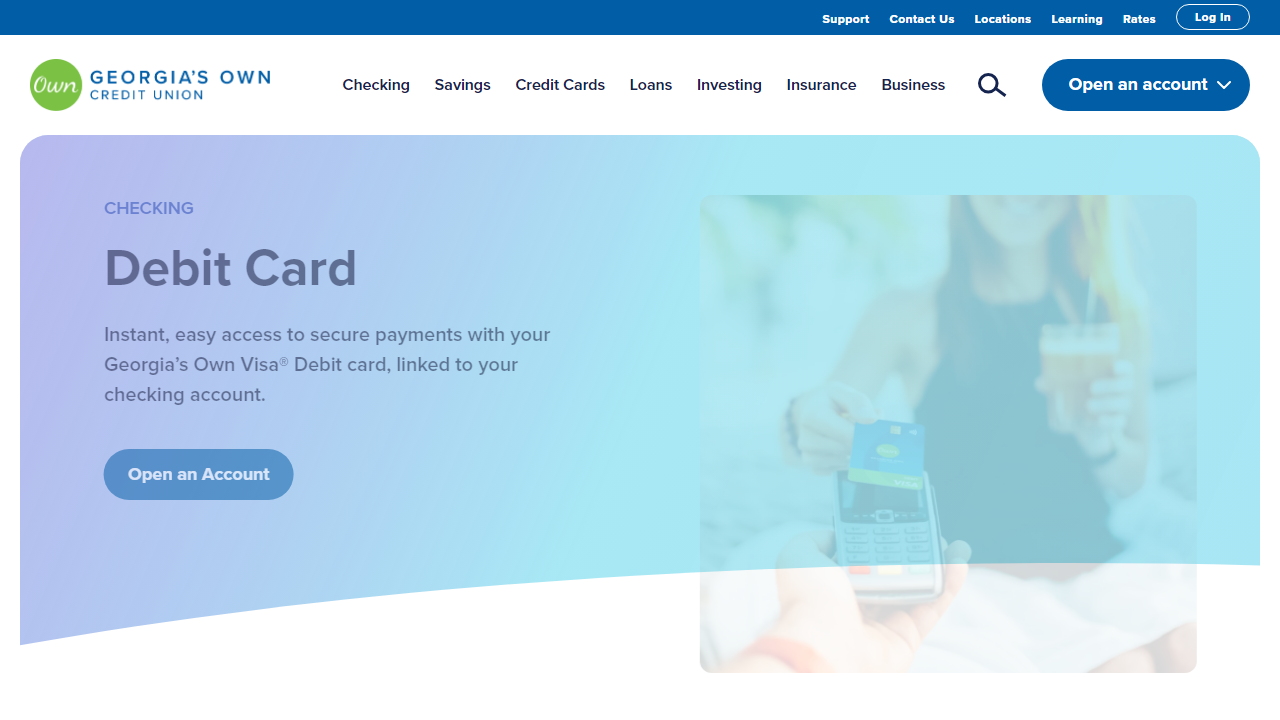 Support Contact Us Locations Learning Rates Log In
Own GEORGIA'S OWN
CREDIT UNION
Checking Savings Credit Cards Loans Investing Insurance Business Open an account
CHECKING
Debit Card
Instant, easy access to secure payments with your
Georgia’s Own Visa® Debit card, linked to your
checking account.
Open an Account
VISA